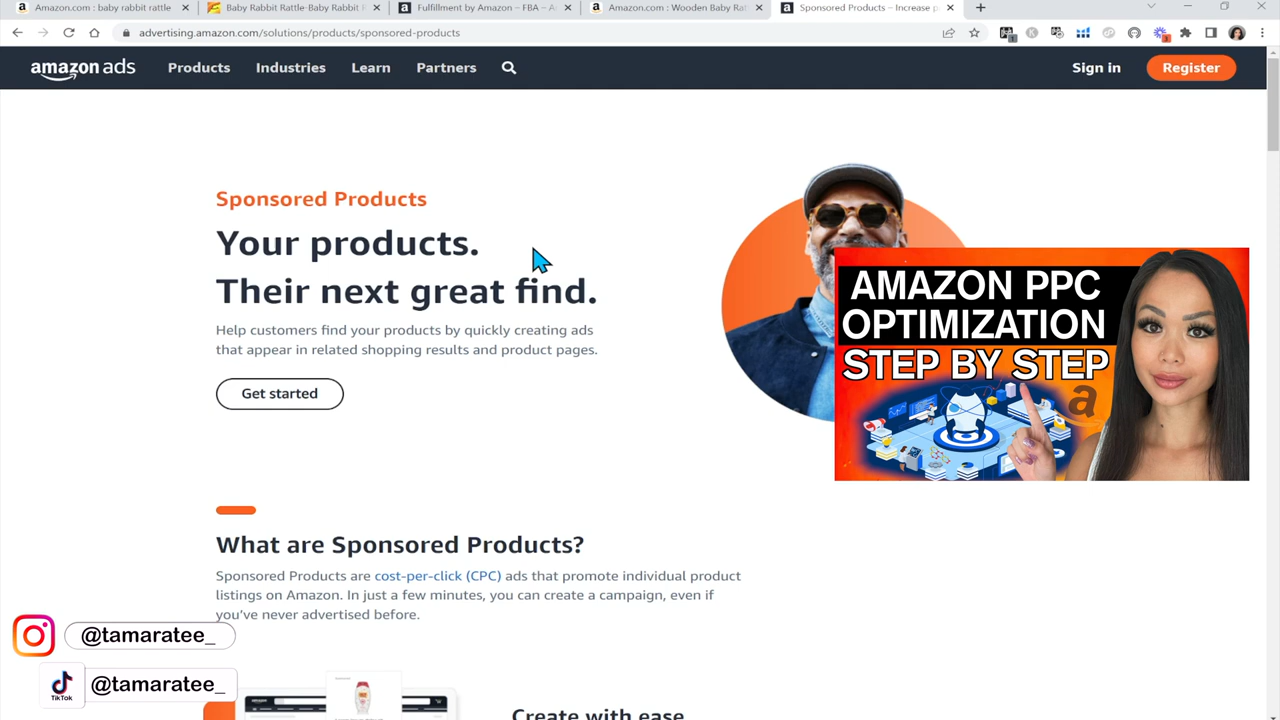 Amazon.com : baby rabbit rattle
Baby Rabbit Rattle-Baby Rabbit
Fulfillment by Amazon – FBA – A
Amazon.com : Wooden Baby Rat
Sponsored Products – Increase p
advertising.amazon.com/solutions/products/sponsored-products
amazon ads
Products
Industries
Learn
Partners
Sign in
Register
Sponsored Products
Your products.
Their next great find.
Help customers find your products by quickly creating ads
that appear in related shopping results and product pages.
Get started
AMAZON PPC
OPTIMIZATION
STEP BY STEP
a
What are Sponsored Products?
Sponsored Products are cost-per-click (CPC) ads that promote individual product
listings on Amazon. In just a few minutes, you can create a campaign, even if
you’ve never advertised before.
@tamaratee_
TikTok
@tamaratee_
Create with ease